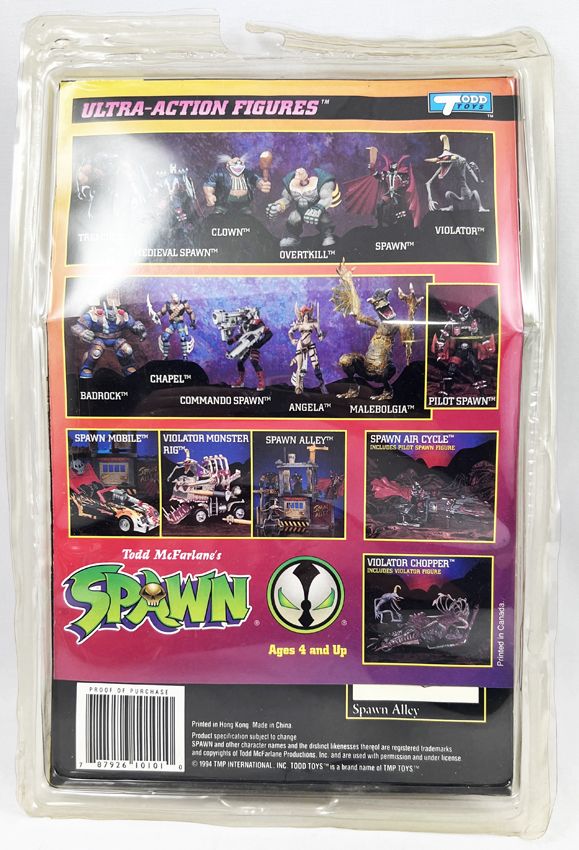 ULTRA-ACTION FIGURES™
TODD TOYS™
CLOWN™
VIOLATOR™
MEDIEVAL SPAWN™
OVERTKILL™
SPAWN™
BADROCK™
CHAPEL™
COMMANDO SPAWN™
ANGELA™
MALEBOLGIA™
PILOT SPAWN™
SPAWN MOBILE™
VIOLATOR MONSTER
RIG™
SPAWN ALLEY™
SPAWN AIR CYCLE™
INCLUDES PILOT SPAWN FIGURE
Todd McFarlane's
SPAWN®
Ages 4 and Up
VIOLATOR CHOPPER™
INCLUDES VIOLATOR FIGURE
Printed in Canada.
PROOF OF PURCHASE
7 87926 10101 0
Spawn Alley
Printed in Hong Kong. Made in China
Product specification subject to change
SPAWN and other character names and the distinct likenesses thereof are registered trademarks
and copyrights of Todd McFarlane Productions, Inc. and are used with permission and under license.
© 1994 TMP INTERNATIONAL, INC. TODD TOYS™ is a brand name of TMP TOYS™